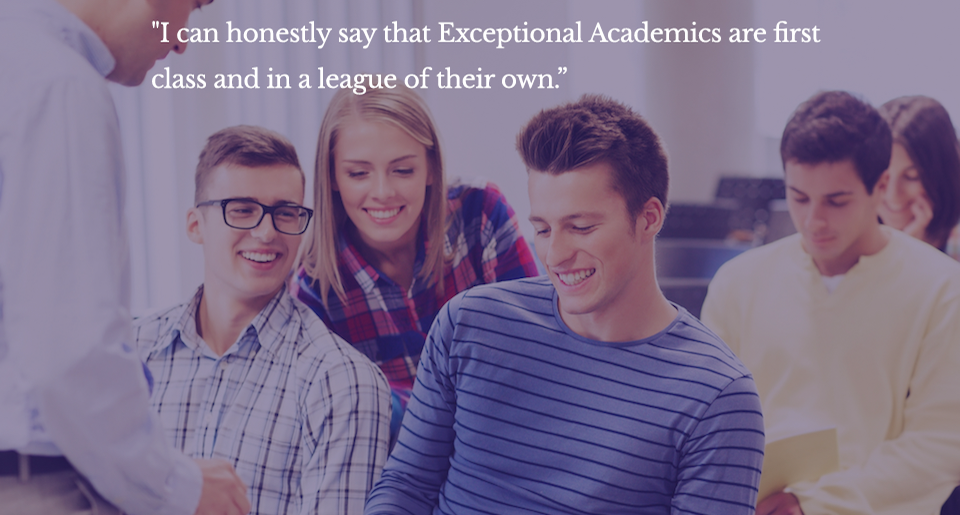 "I can honestly say that Exceptional Academics are first
class and in a league of their own.”